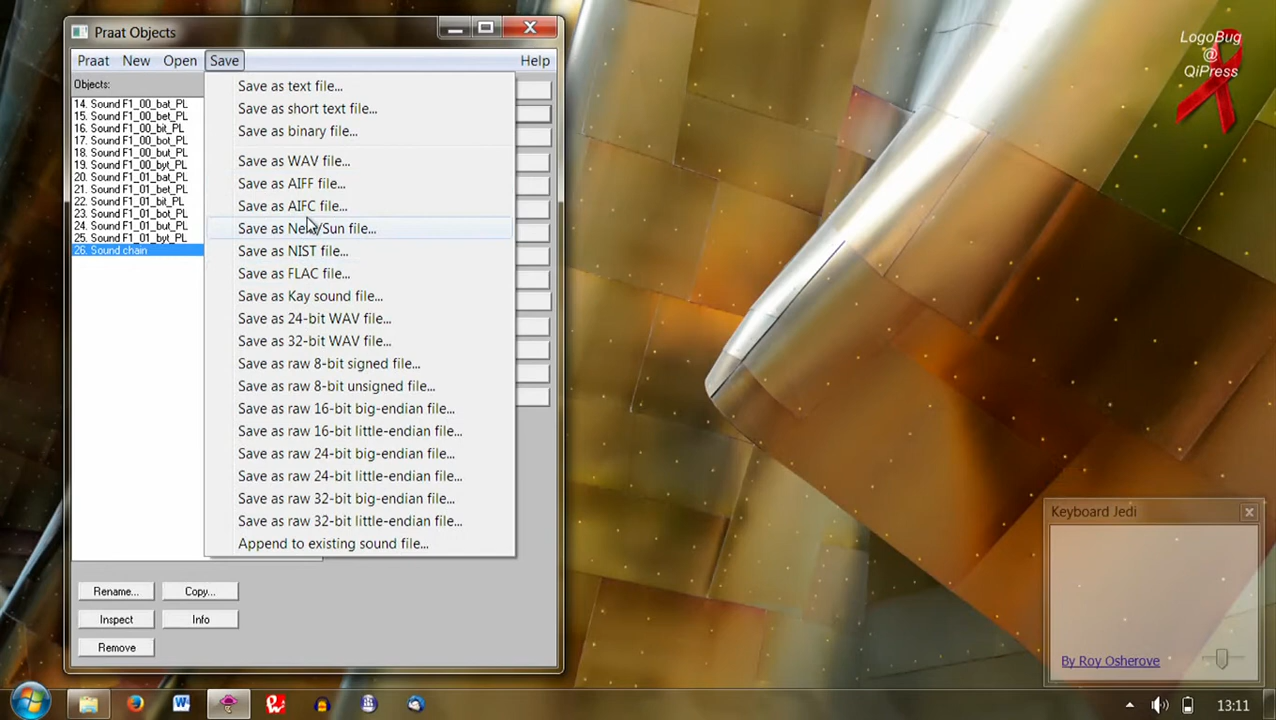 Praat Objects
Praat New Open Save Help
Objects:
14. Sound F1_00_bat_PL
15. Sound F1_00_bet_PL
16. Sound F1_00_bit_PL
17. Sound F1_00_bot_PL
18. Sound F1_00_but_PL
19. Sound F1_00_byt_PL
20. Sound F1_01_bat_PL
21. Sound F1_01_bet_PL
22. Sound F1_01_bit_PL
23. Sound F1_01_bot_PL
24. Sound F1_01_but_PL
25. Sound F1_01_byt_PL
26. Sound chain
Save as text file...
Save as short text file...
Save as binary file...
Save as WAV file...
Save as AIFF file...
Save as AIFC file...
Save as NeXT/Sun file...
Save as NIST file...
Save as FLAC file...
Save as Kay sound file...
Save as 24-bit WAV file...
Save as 32-bit WAV file...
Save as raw 8-bit signed file...
Save as raw 8-bit unsigned file...
Save as raw 16-bit big-endian file...
Save as raw 16-bit little-endian file...
Save as raw 24-bit big-endian file...
Save as raw 24-bit little-endian file...
Save as raw 32-bit big-endian file...
Save as raw 32-bit little-endian file...
Append to existing sound file...
Rename... Copy...
Inspect Info
Remove
LogoBug
@
QiPress
Keyboard Jedi
By Roy Osherove
13:11